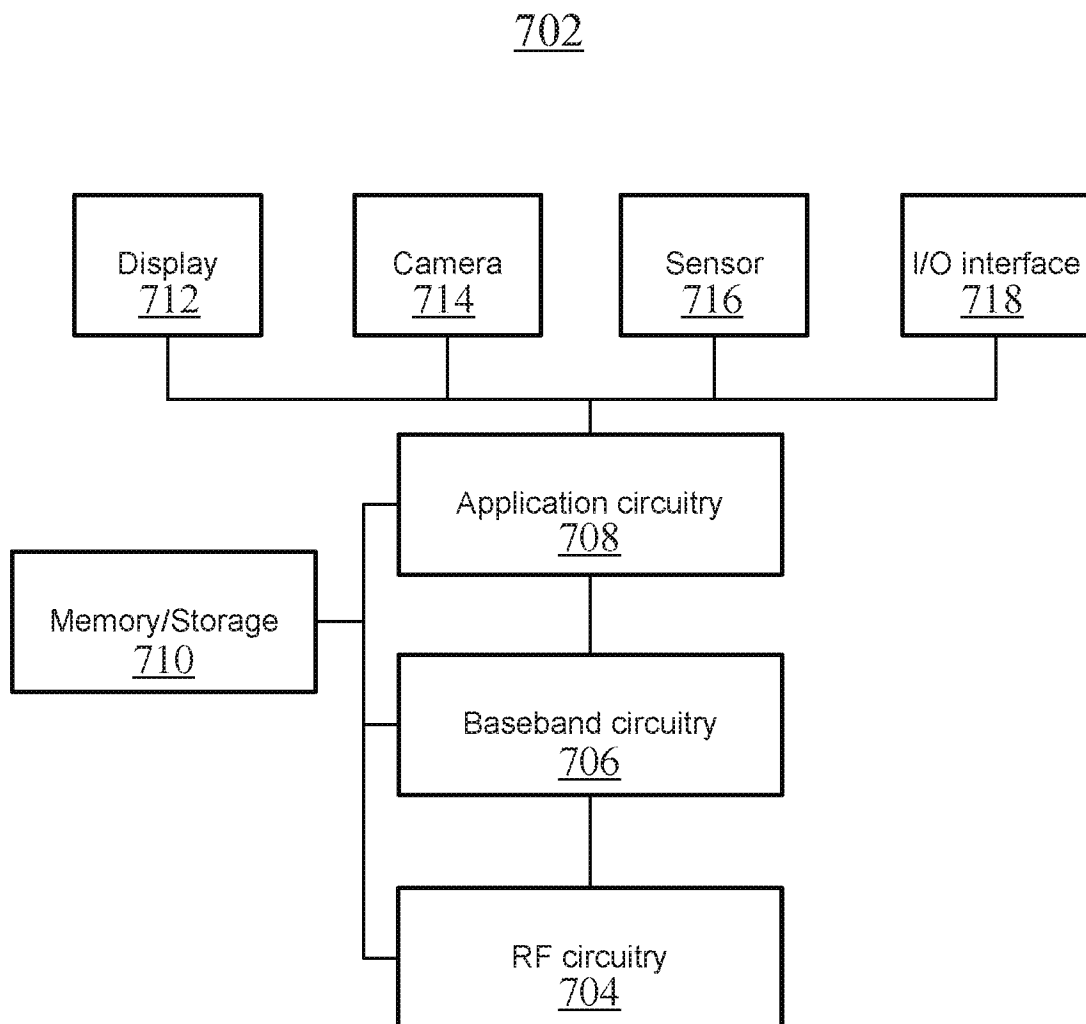 702
Display
712
Camera
714
Sensor
716
I/O interface
718
Application circuitry
708
Memory/Storage
710
Baseband circuitry
706
RF circuitry
704